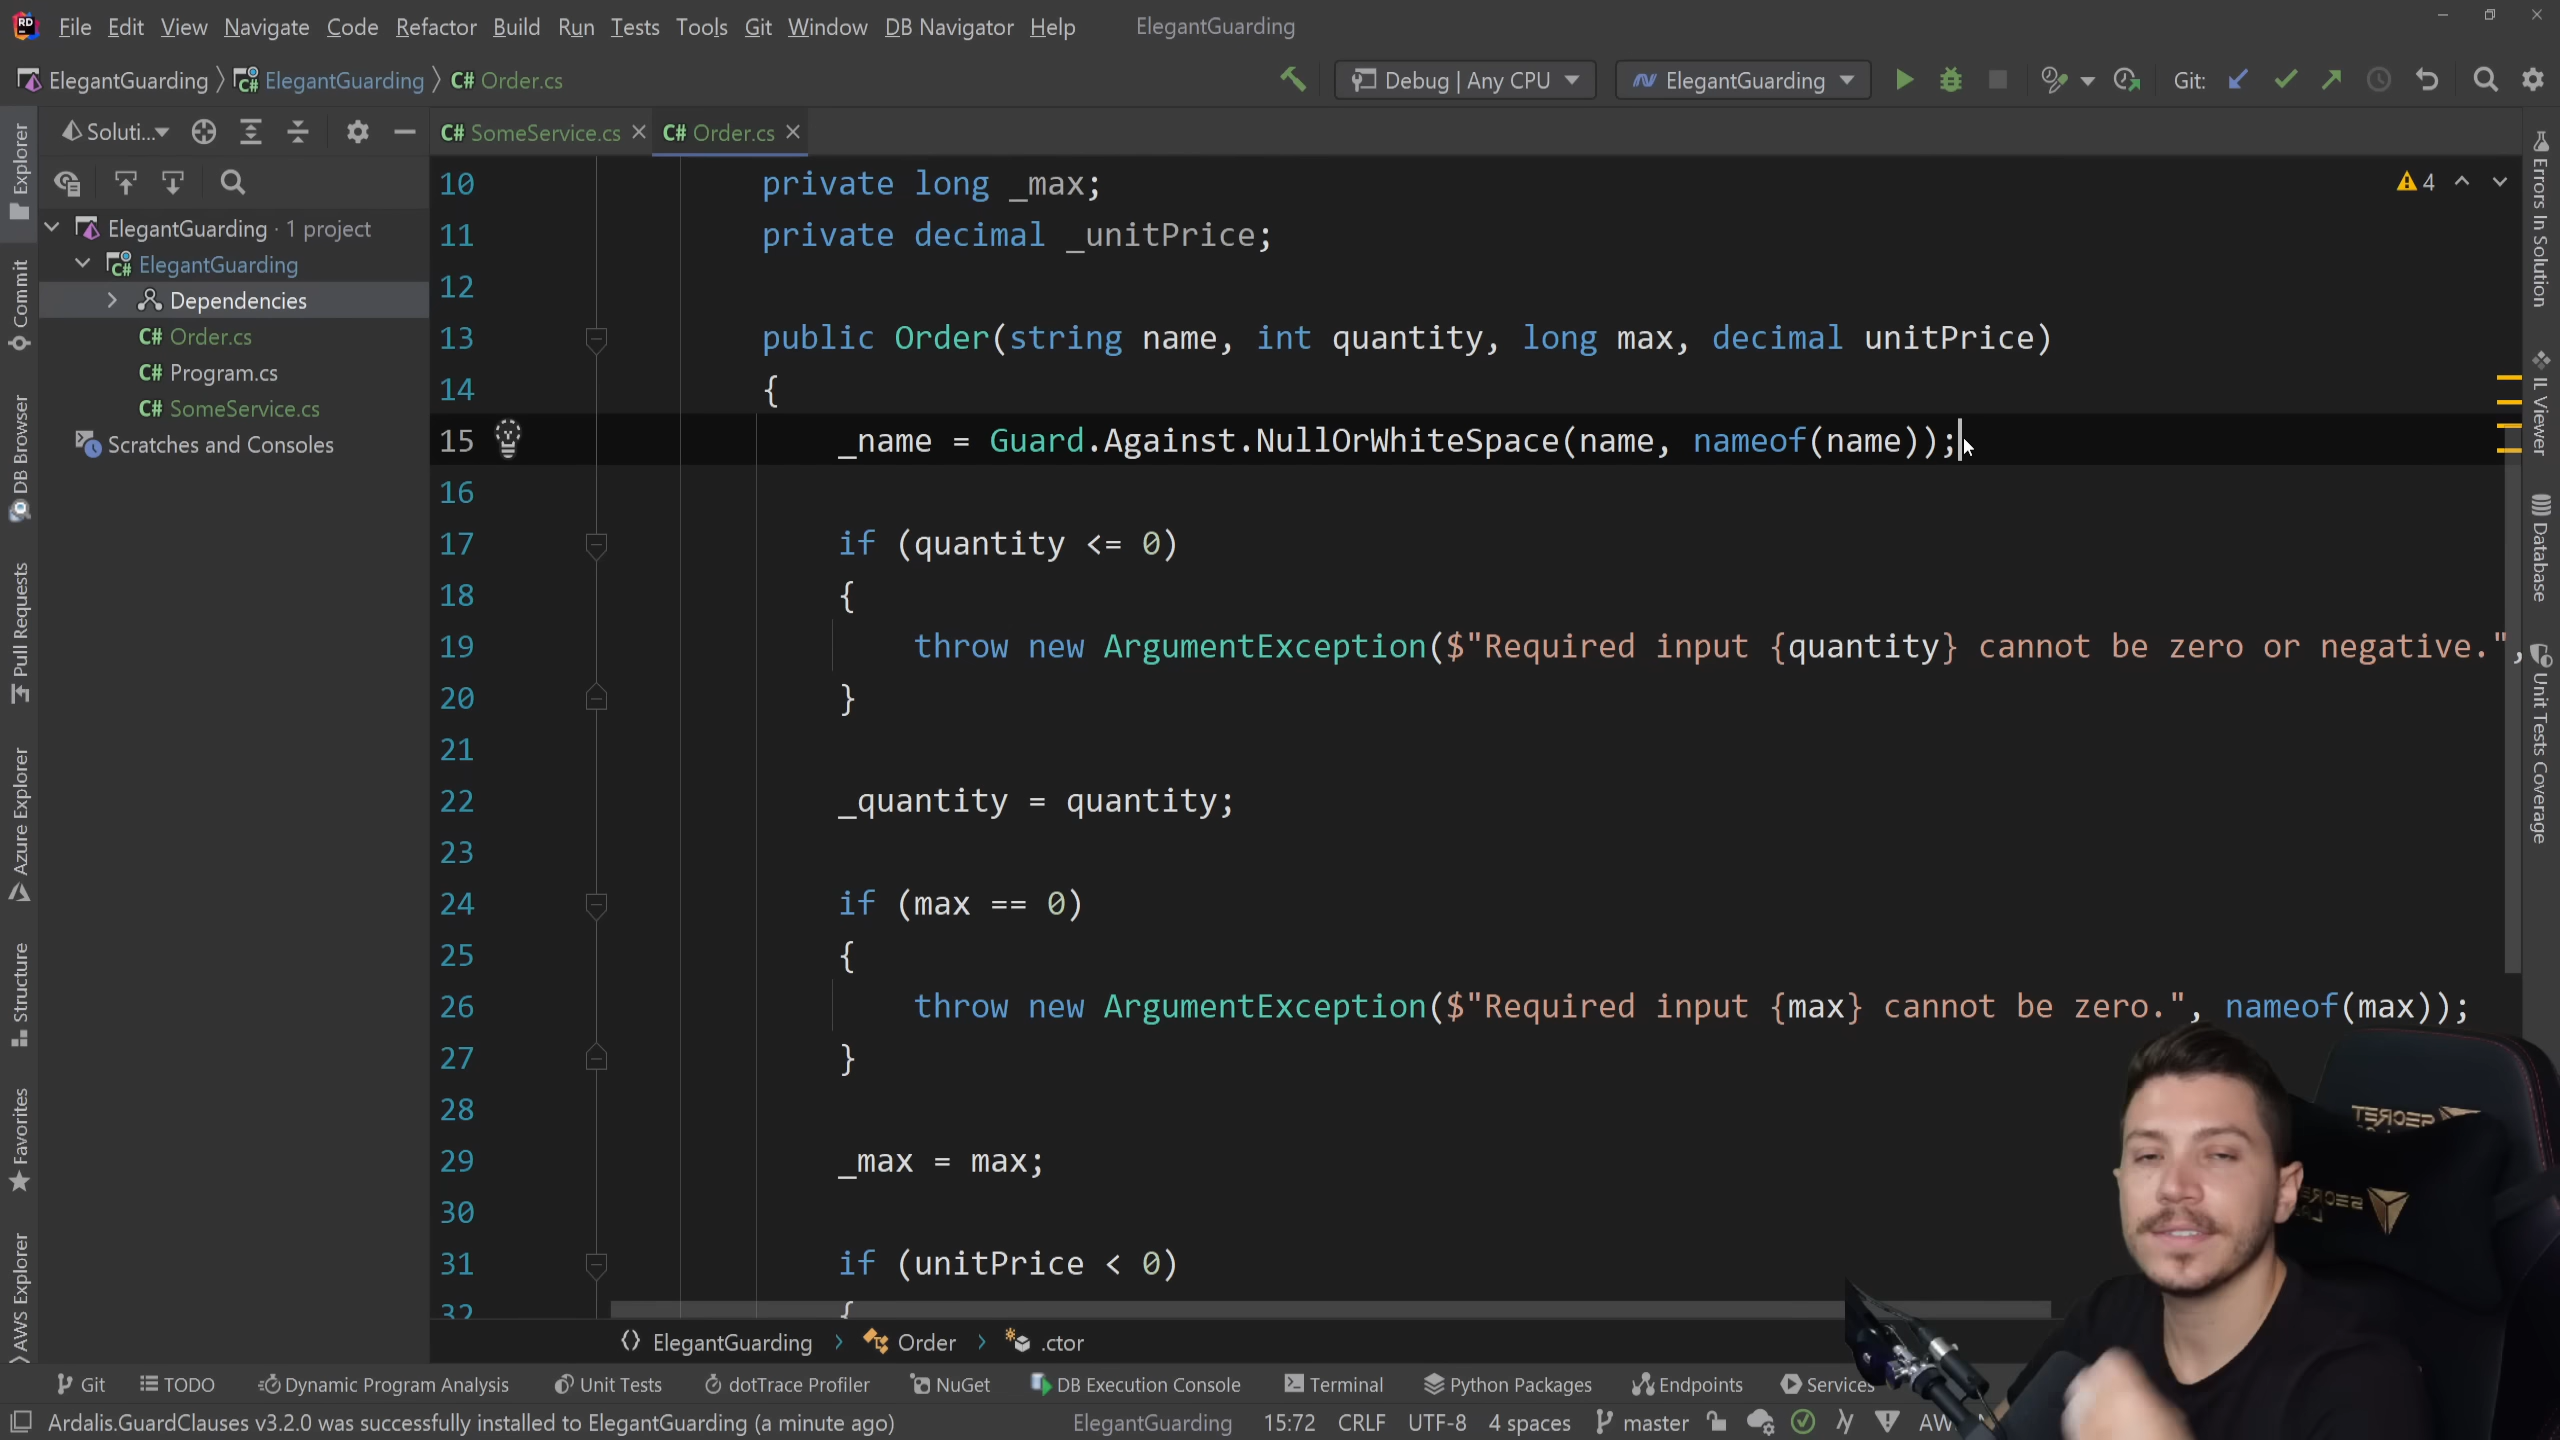 File Edit View Navigate Code Refactor Build Run Tests Tools Git Window DB Navigator Help ElegantGuarding
ElegantGuarding ElegantGuarding C# Order.cs Debug | Any CPU ElegantGuarding Git:
Soluti... C# SomeService.cs C# Order.cs
ElegantGuarding · 1 project
ElegantGuarding
Dependencies
C# Order.cs
C# Program.cs
C# SomeService.cs
Scratches and Consoles
Explorer
Commit
DB Browser
Pull Requests
Azure Explorer
Structure
Favorites
AWS Explorer
4
10 private long _max;
11 private decimal _unitPrice;
12
13 public Order(string name, int quantity, long max, decimal unitPrice)
14 {
15 _name = Guard.Against.NullOrWhiteSpace(name, nameof(name));
16
17 if (quantity <= 0)
18 {
19 throw new ArgumentException($"Required input {quantity} cannot be zero or negative.",
20 }
21
22 _quantity = quantity;
23
24 if (max == 0)
25 {
26 throw new ArgumentException($"Required input {max} cannot be zero.", nameof(max));
27 }
28
29 _max = max;
30
31 if (unitPrice < 0)
32 {
Errors In Solution
IL Viewer
Database
Unit Tests Coverage
SECRET
SECRE
ElegantGuarding Order .ctor
Git TODO Dynamic Program Analysis Unit Tests dotTrace Profiler NuGet DB Execution Console Terminal Python Packages Endpoints Services
Ardalis.GuardClauses v3.2.0 was successfully installed to ElegantGuarding (a minute ago) ElegantGuarding 15:72 CRLF UTF-8 4 spaces master